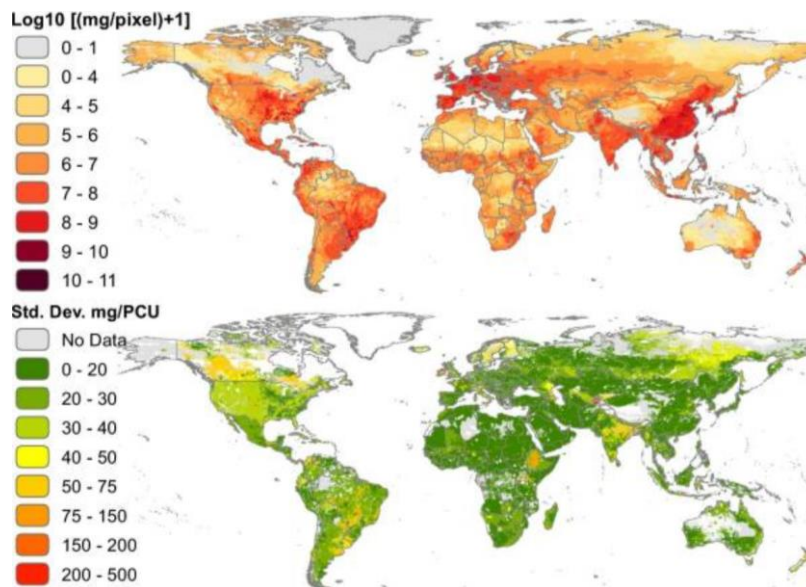 Log10 [(mg/pixel)+1]
0 - 1
0 - 4
4 - 5
5 - 6
6 - 7
7 - 8
8 - 9
9 - 10
10 - 11
Std. Dev. mg/PCU
No Data
0 - 20
20 - 30
30 - 40
40 - 50
50 - 75
75 - 150
150 - 200
200 - 500